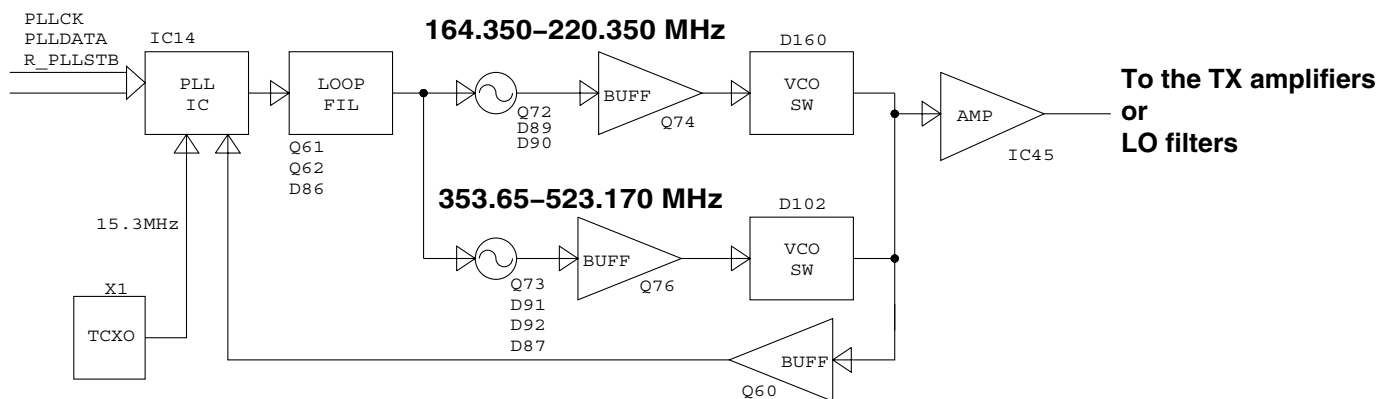 PLLCK
PLLDATA
R_PLLSTB
IC14
PLL
IC
LOOP
FIL
Q61
Q62
D86
164.350–220.350 MHz
Q72
D89
D90
BUFF
Q74
D160
VCO
SW
AMP
IC45
To the TX amplifiers
or
LO filters
15.3MHz
X1
TCXO
353.65–523.170 MHz
Q73
D91
D92
D87
BUFF
Q76
D102
VCO
SW
BUFF
Q60